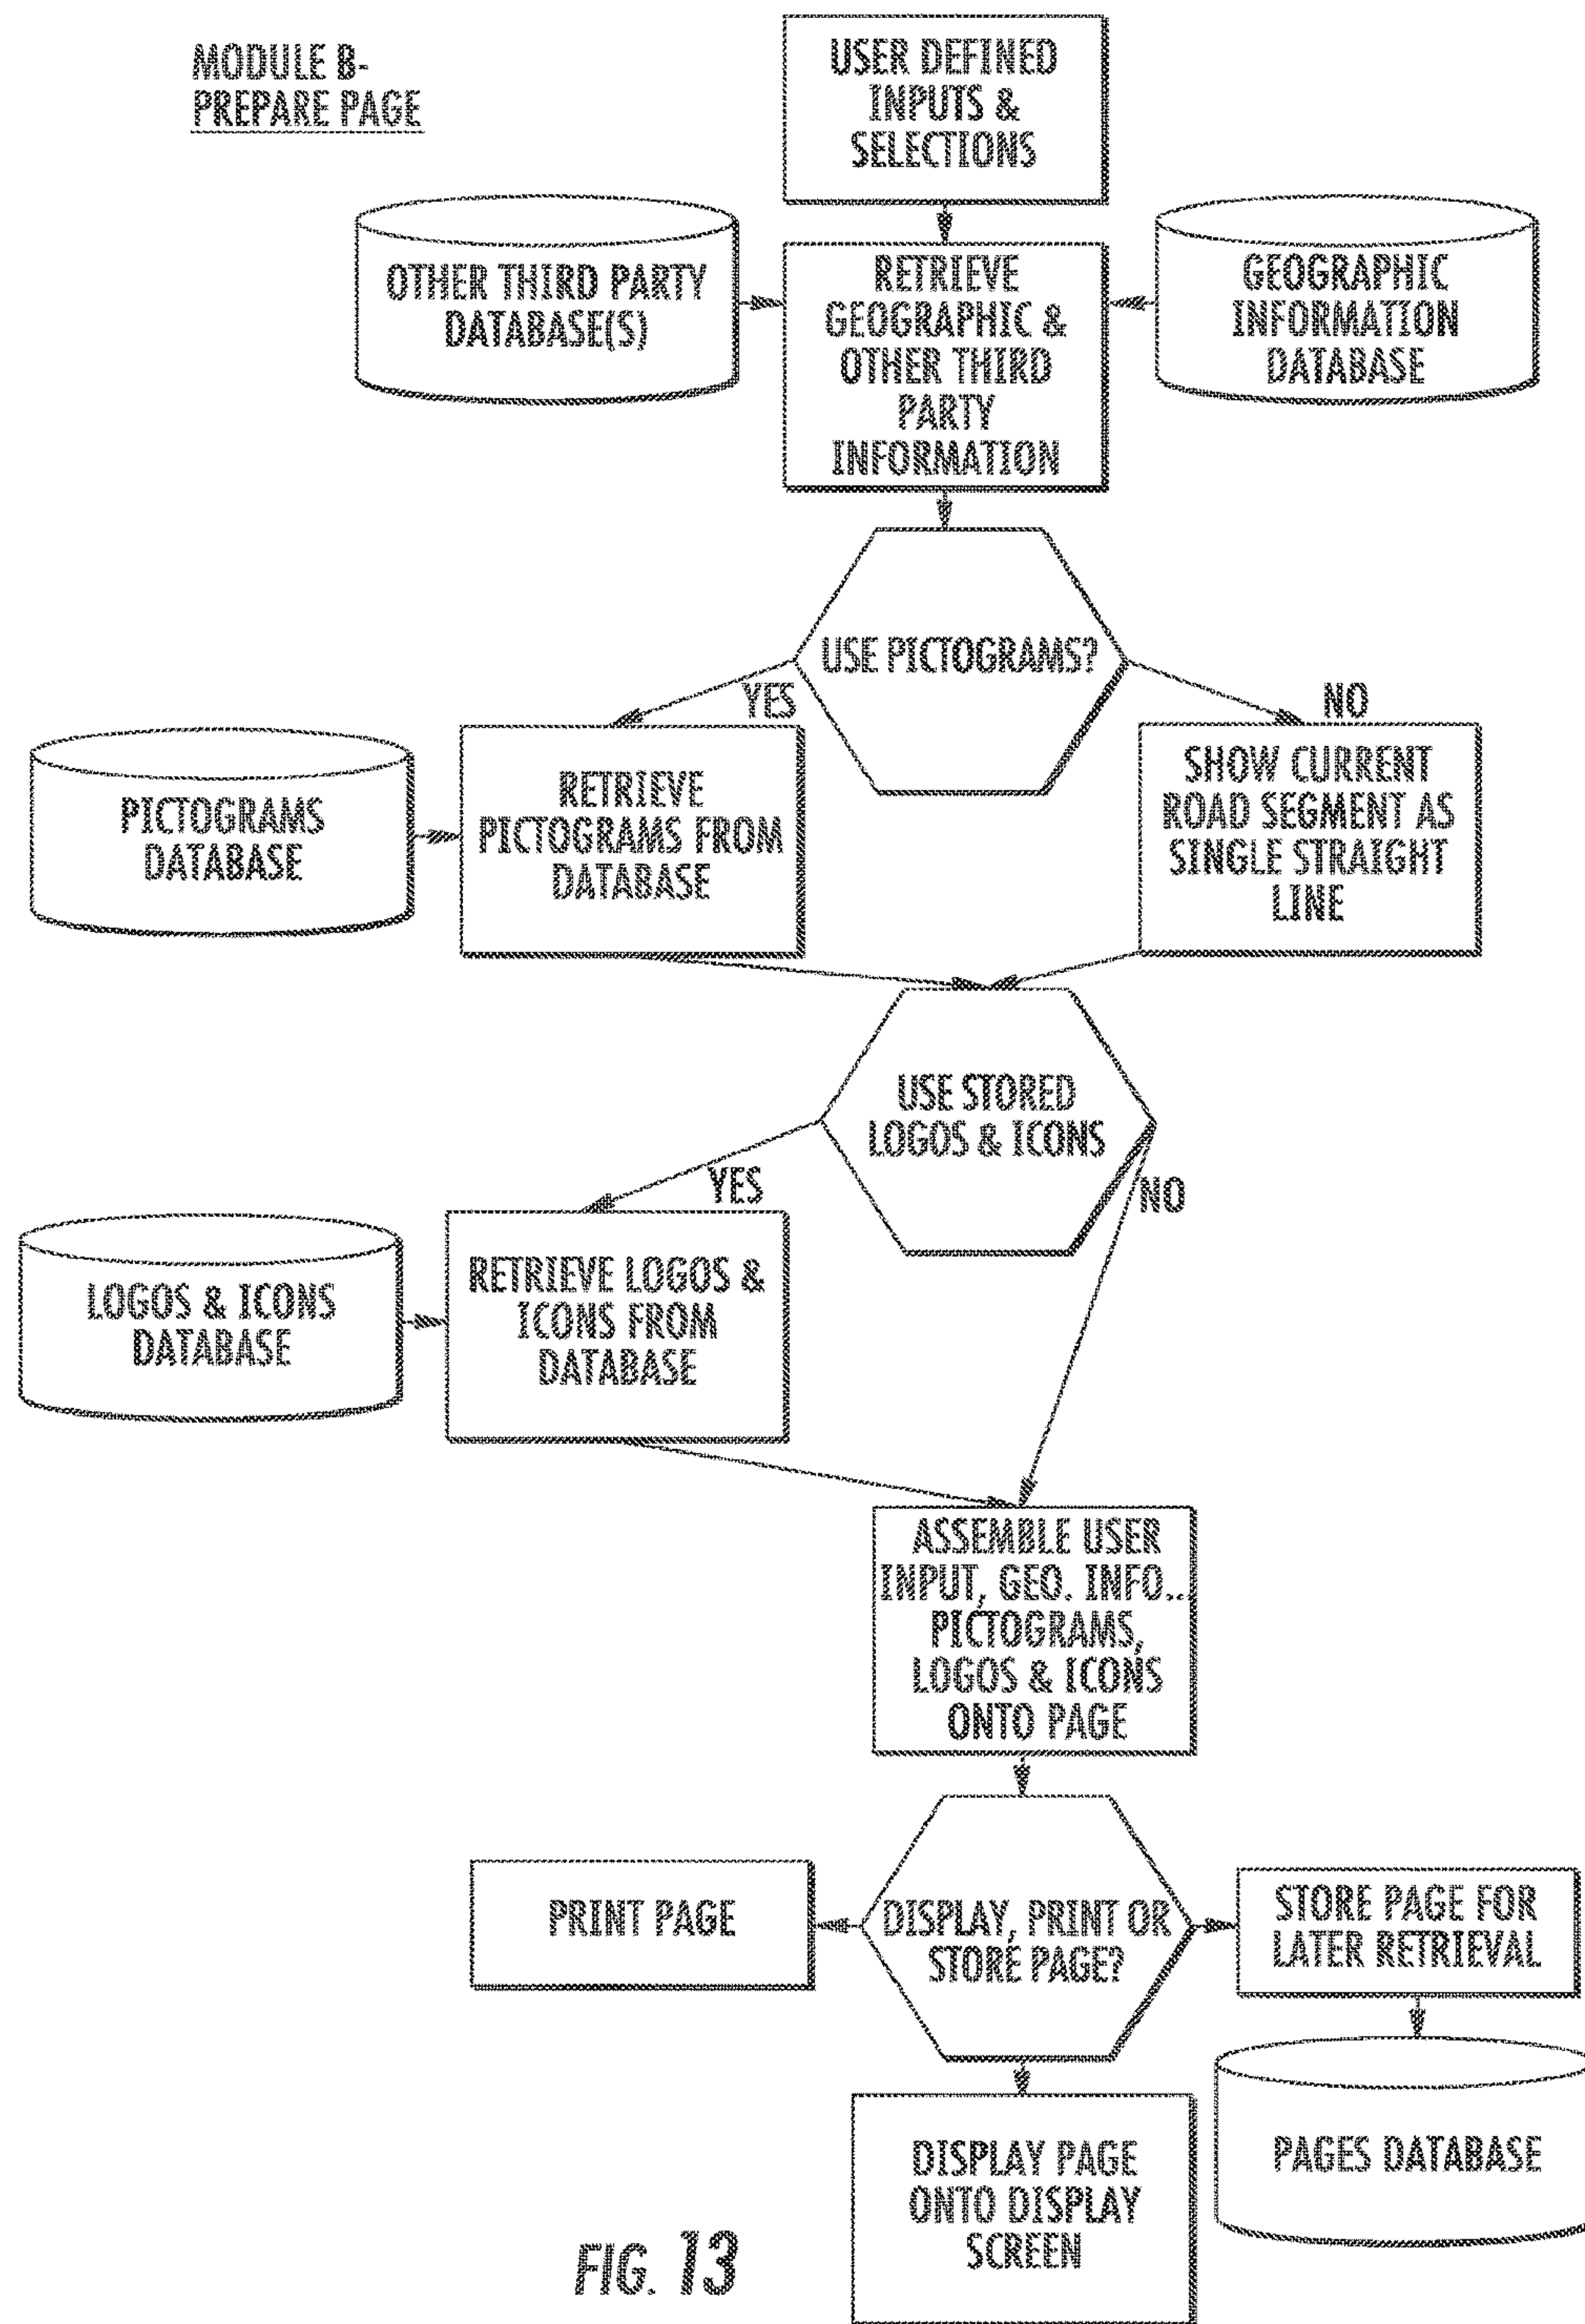 MODULE B-
PREPARE PAGE
USER DEFINED
INPUTS &
SELECTIONS
OTHER THIRD PARTY
DATABASE(S)
RETRIEVE
GEOGRAPHIC &
OTHER THIRD
PARTY
INFORMATION
GEOGRAPHIC
INFORMATION
DATABASE
USE PICTOGRAMS?
YES
NO
PICTOGRAMS
DATABASE
RETRIEVE
PICTOGRAMS FROM
DATABASE
SHOW CURRENT
ROAD SEGMENT AS
SINGLE STRAIGHT
LINE
USE STORED
LOGOS & ICONS
YES
NO
LOGOS & ICONS
DATABASE
RETRIEVE LOGOS &
ICONS FROM
DATABASE
ASSEMBLE USER
INPUT, GEO. INFO..
PICTOGRAMS,
LOGOS & ICONS
ONTO PAGE
PRINT PAGE
DISPLAY, PRINT OR
STORE PAGE?
STORE PAGE FOR
LATER RETRIEVAL
DISPLAY PAGE
ONTO DISPLAY
SCREEN
PAGES DATABASE
FIG. 13